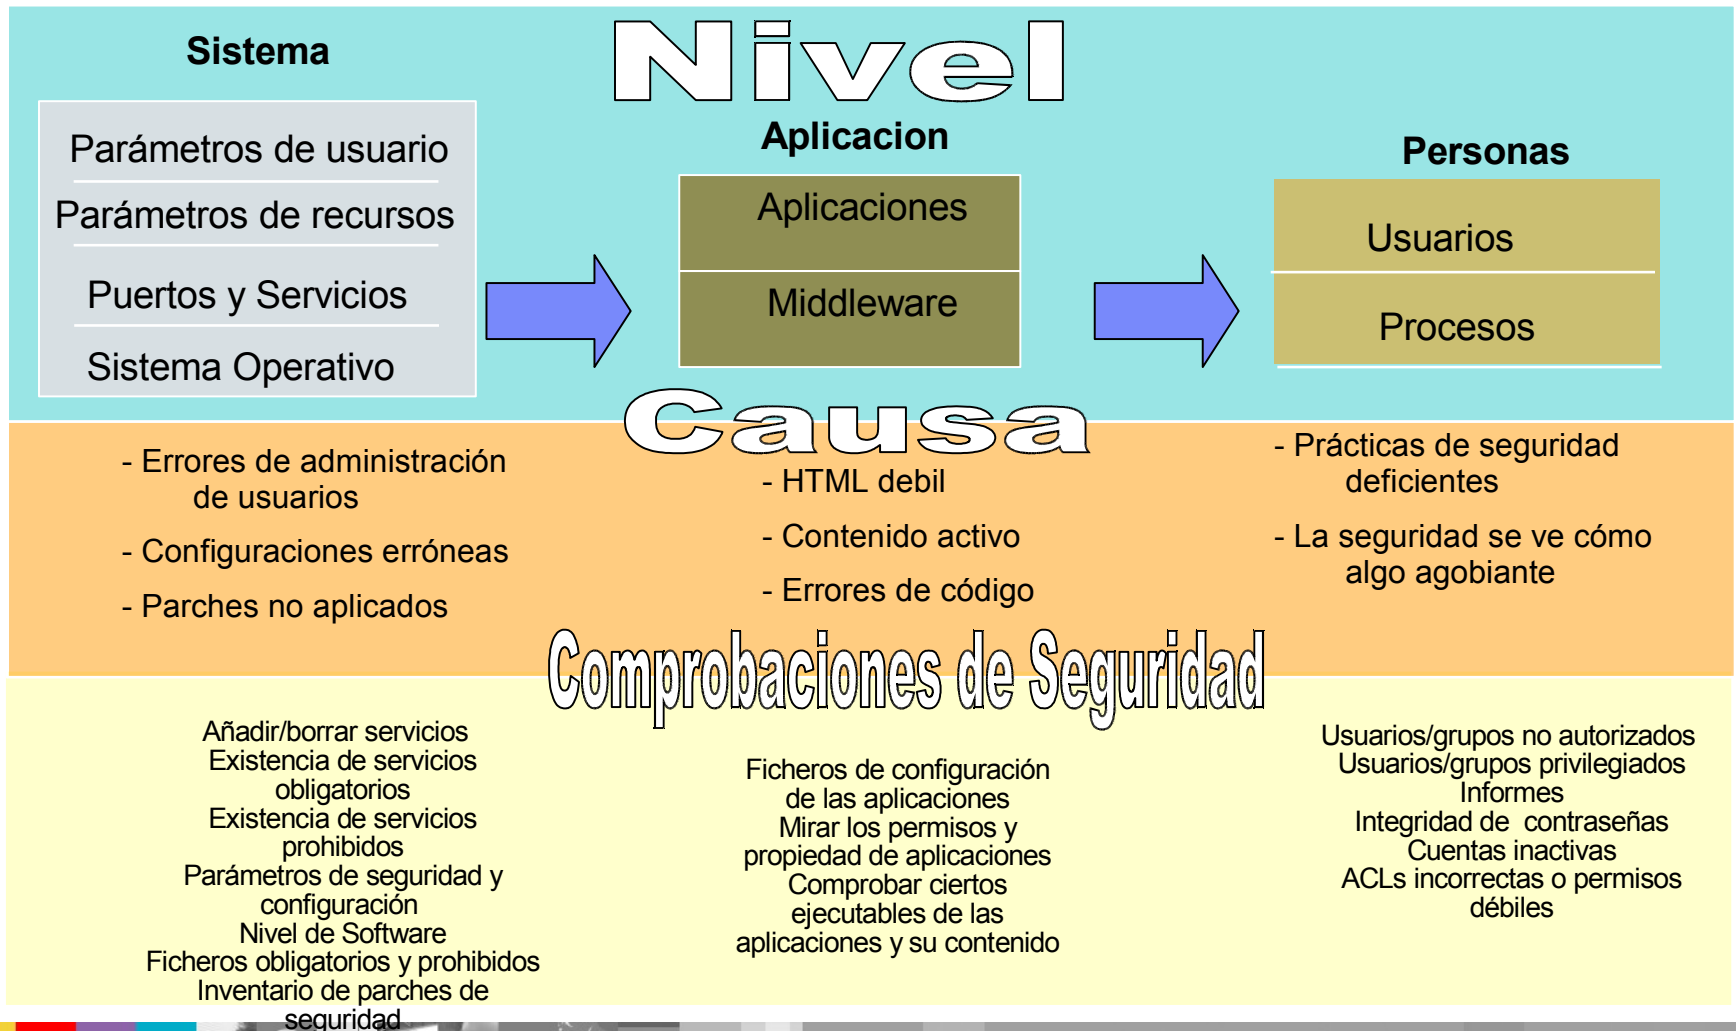 Nivel
Sistema
Parámetros de usuario
Parámetros de recursos
Puertos y Servicios
Sistema Operativo
Aplicacion
Aplicaciones
Middleware
Personas
Usuarios
Procesos
Causa
- Errores de administración
de usuarios
- Configuraciones erróneas
- Parches no aplicados
- HTML debil
- Contenido activo
- Errores de código
- Prácticas de seguridad
deficientes
- La seguridad se ve cómo
algo agobiante
Comprobaciones de Seguridad
Añadir/borrar servicios
Existencia de servicios
obligatorios
Existencia de servicios
prohibidos
Parámetros de seguridad y
configuración
Nivel de Software
Ficheros obligatorios y prohibidos
Inventario de parches de
seguridad
Ficheros de configuración
de las aplicaciones
Mirar los permisos y
propiedad de aplicaciones
Comprobar ciertos
ejecutables de las
aplicaciones y su contenido
Usuarios/grupos no autorizados
Usuarios/grupos privilegiados
Informes
Integridad de contraseñas
Cuentas inactivas
ACLs incorrectas o permisos
débiles